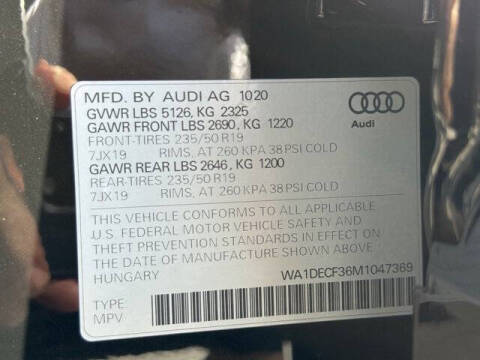 MFD. BY AUDI AG 1020
GVWR LBS 5126, KG 2325
GAWR FRONT LBS 2690, KG 1220
FRONT-TIRES 235/50 R19
7JX19 RIMS, AT 260 KPA 38 PSI COLD
GAWR REAR LBS 2646, KG 1200
REAR-TIRES 235/50 R19
7JX19 RIMS, AT 260 KPA 38 PSI COLD
THIS VEHICLE CONFORMS TO ALL APPLICABLE
U.S. FEDERAL MOTOR VEHICLE SAFETY AND
THEFT PREVENTION STANDARDS IN EFFECT ON
THE DATE OF MANUFACTURE SHOWN ABOVE
HUNGARY WA1DECF36M1047369
TYPE:
MPV
Audi